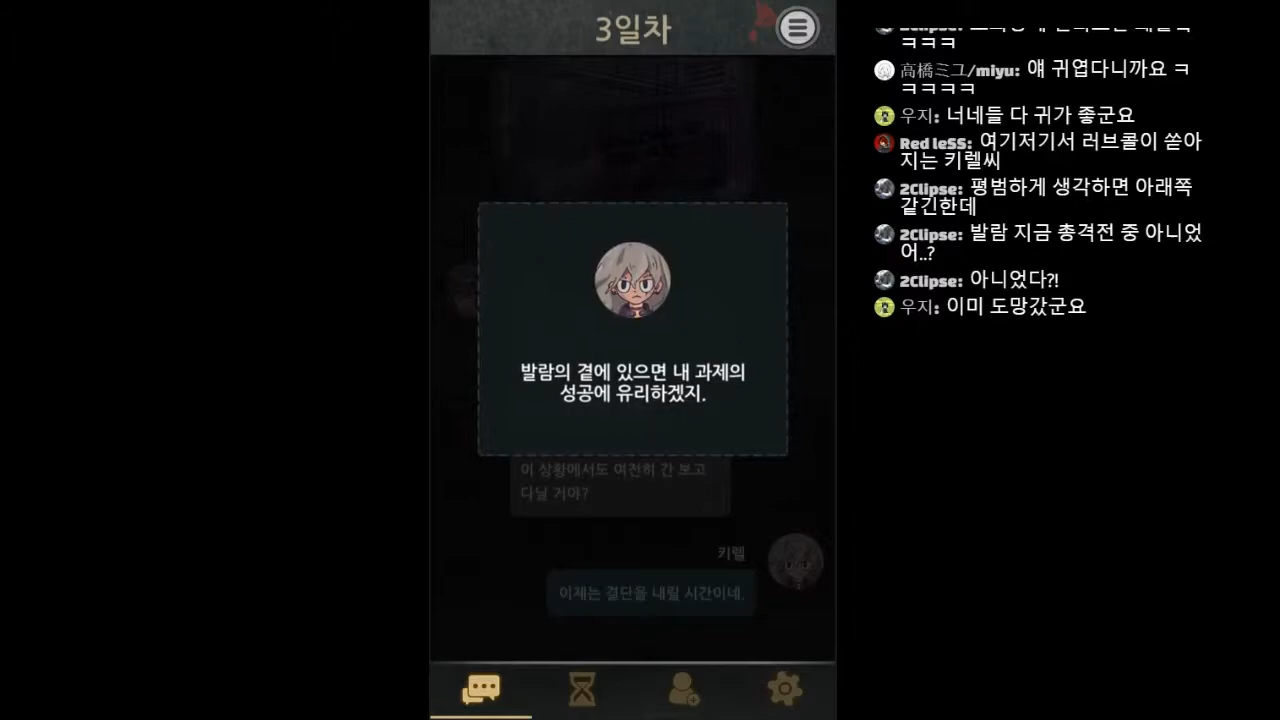 3일차
발람의 곁에 있으면 내 과제의
성공에 유리하겠지.
이 상황에서도 여전히 간 보고
다닐 거야?
키렐
이제는 결단을 내릴 시간이네.
ㅋㅋㅋ
高橋ミユ/miyu: 얘 귀엽다니까요 ㅋ
ㅋㅋㅋㅋ
우지: 너네들 다 귀가 좋군요
Red leSS: 여기저기서 러브콜이 쏟아
지는 키렐씨
2Clipse: 평범하게 생각하면 아래쪽
같긴한데
2Clipse: 발람 지금 총격전 중 아니었
어..?
2Clipse: 아니었다?!
우지: 이미 도망갔군요